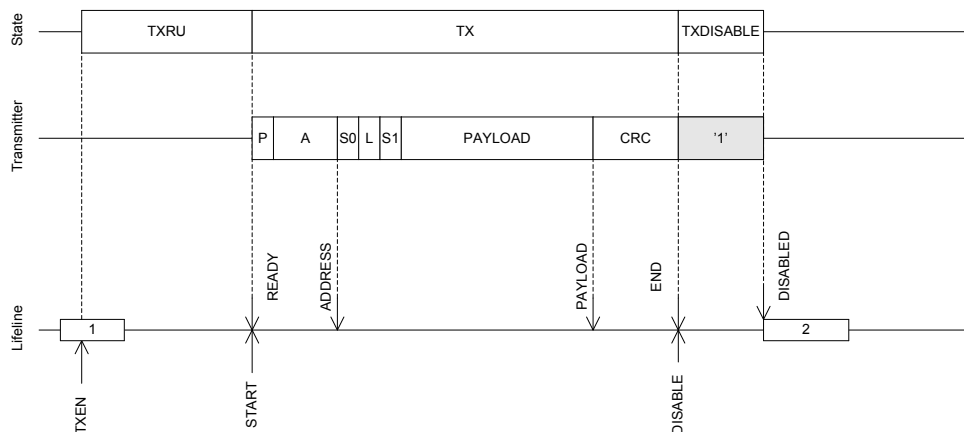 State
TXRU
TX
TXDISABLE
Transmitter
P
A
S0
L
S1
PAYLOAD
CRC
'1'
READY
ADDRESS
PAYLOAD
END
DISABLED
Lifeline
1
2
TXEN
START
DISABLE